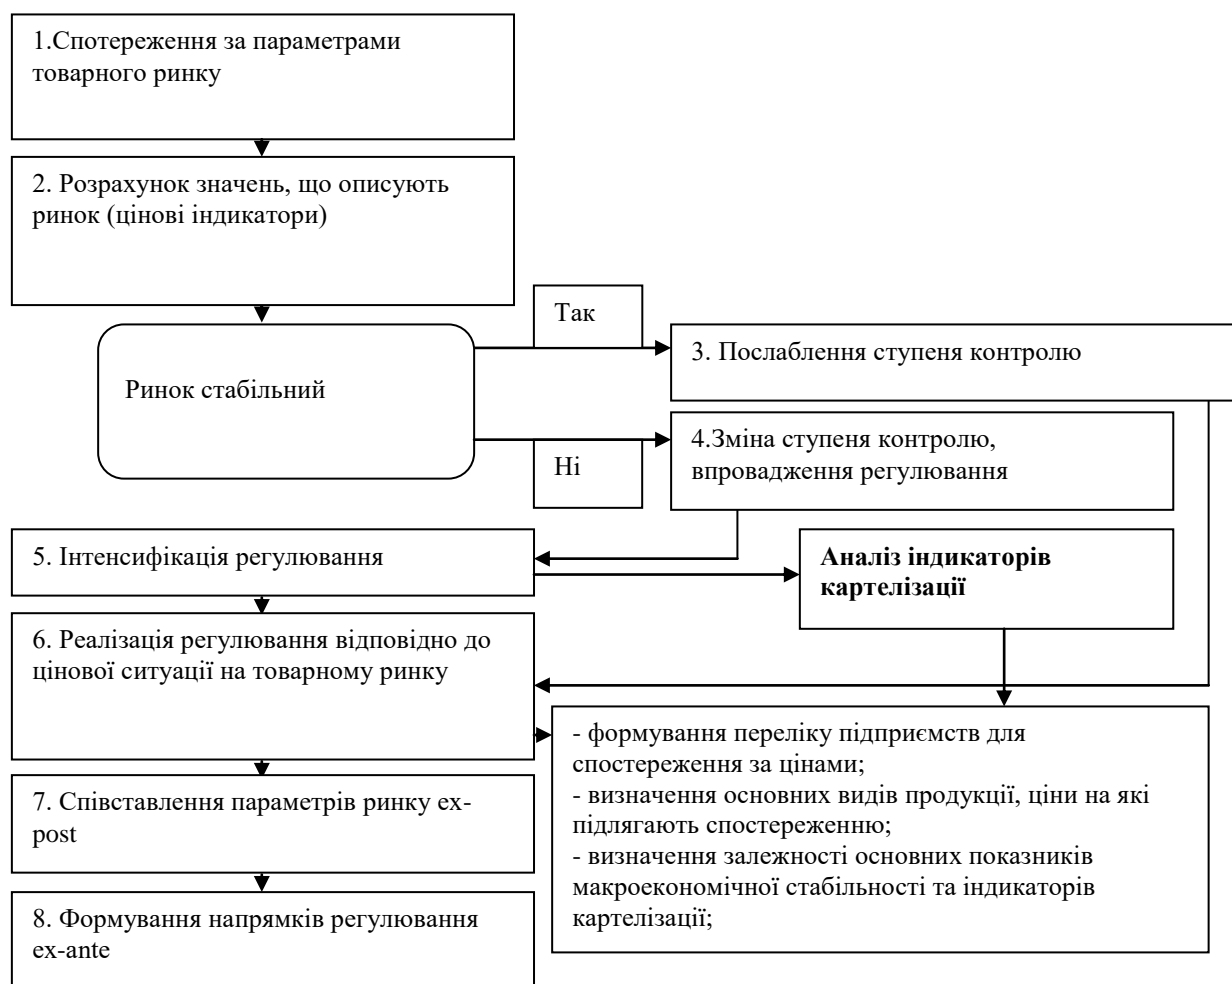 1.Спотереження за параметрами
товарного ринку
2. Розрахунок значень, що описують
ринок (цінові індикатори)
Так
Ринок стабільний
3. Послаблення ступеня контролю
Ні
4.Зміна ступеня контролю,
впровадження регулювання
5. Інтенсифікація регулювання
Аналіз індикаторів
картелізації
6. Реалізація регулювання відповідно до
цінової ситуації на товарному ринку
- формування переліку підприємств для
спостереження за цінами;
- визначення основних видів продукції, ціни на які
підлягають спостереженню;
- визначення залежності основних показників
макроекономічної стабільності та індикаторів
картелізації;
7. Співставлення параметрів ринку ex-
post
8. Формування напрямків регулювання
ex-ante